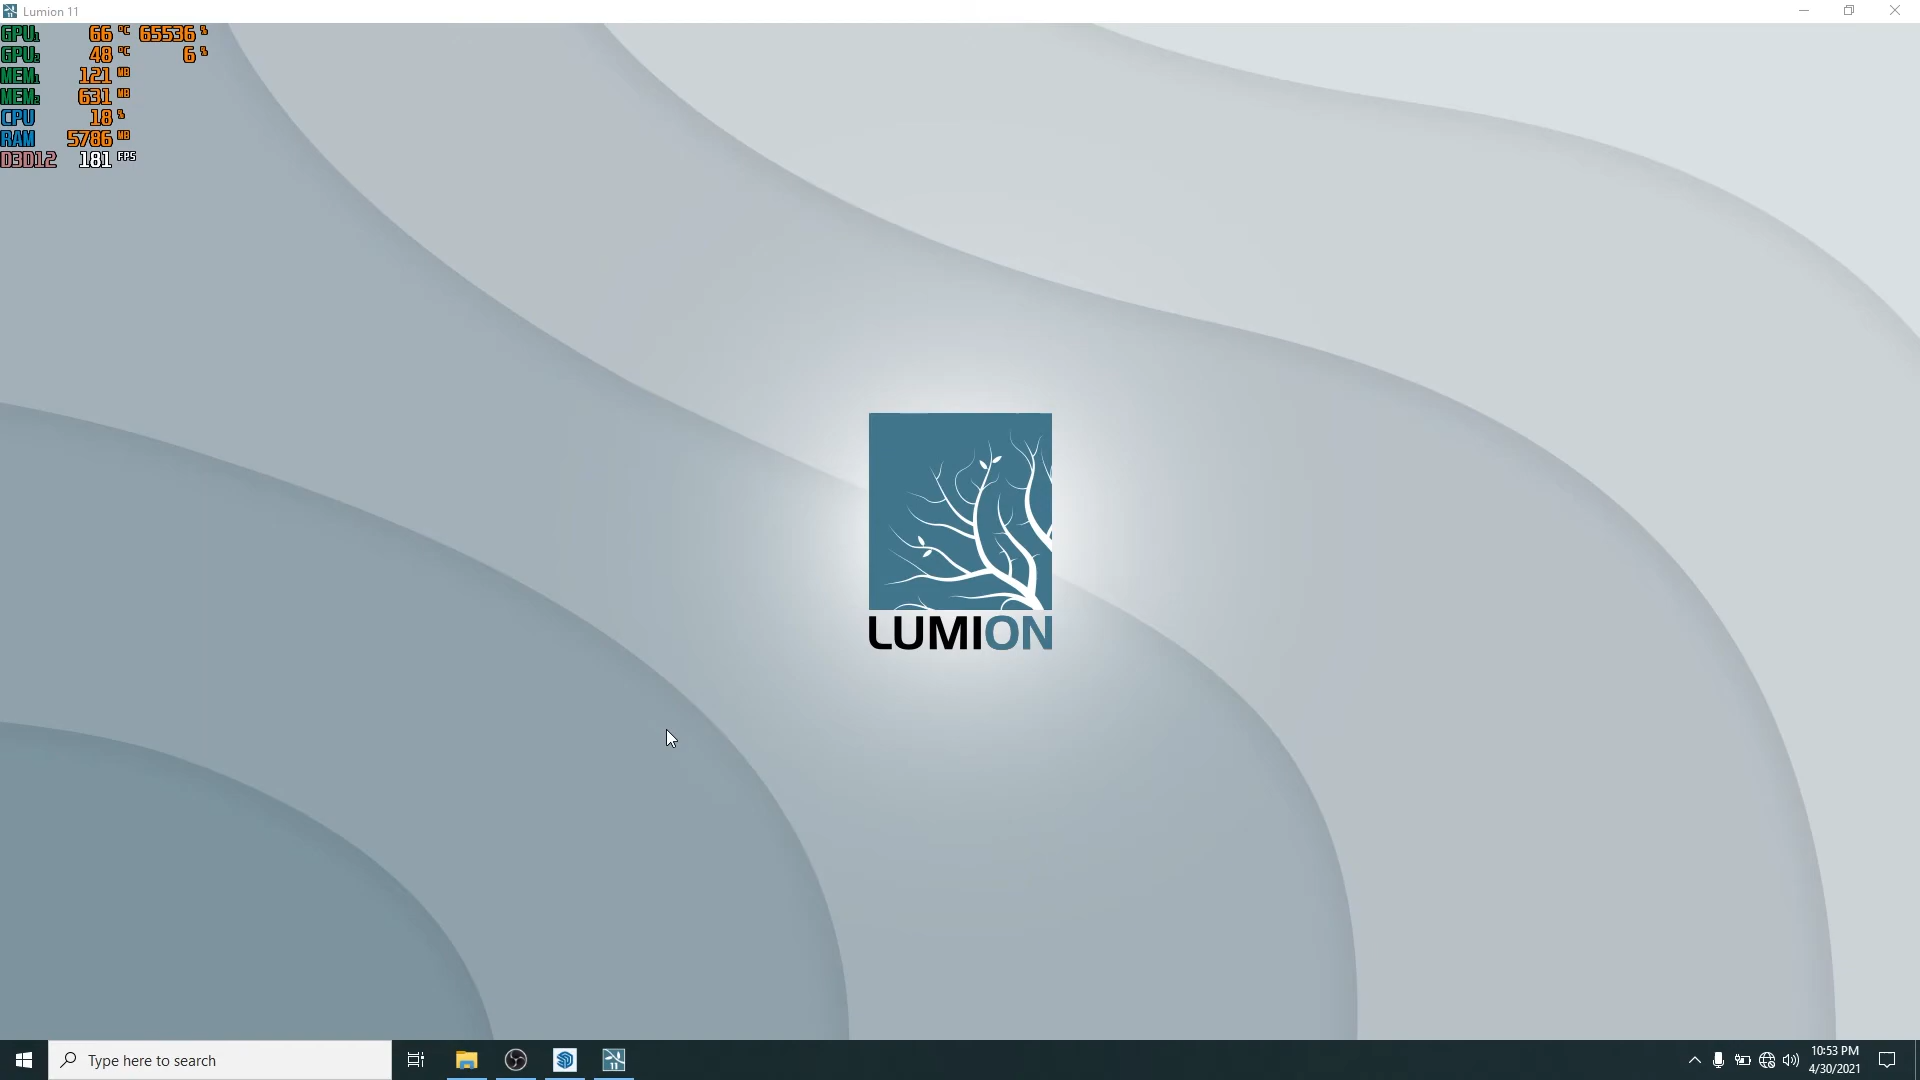 Lumion 11
GPU1 66 °C 65536 %
GPU2 48 °C 6 %
MEM1 121 MB
MEM2 631 MB
CPU 18 %
RAM 5786 MB
D3D12 181 FPS
LUMION
Type here to search
11
10:53 PM
4/30/2021